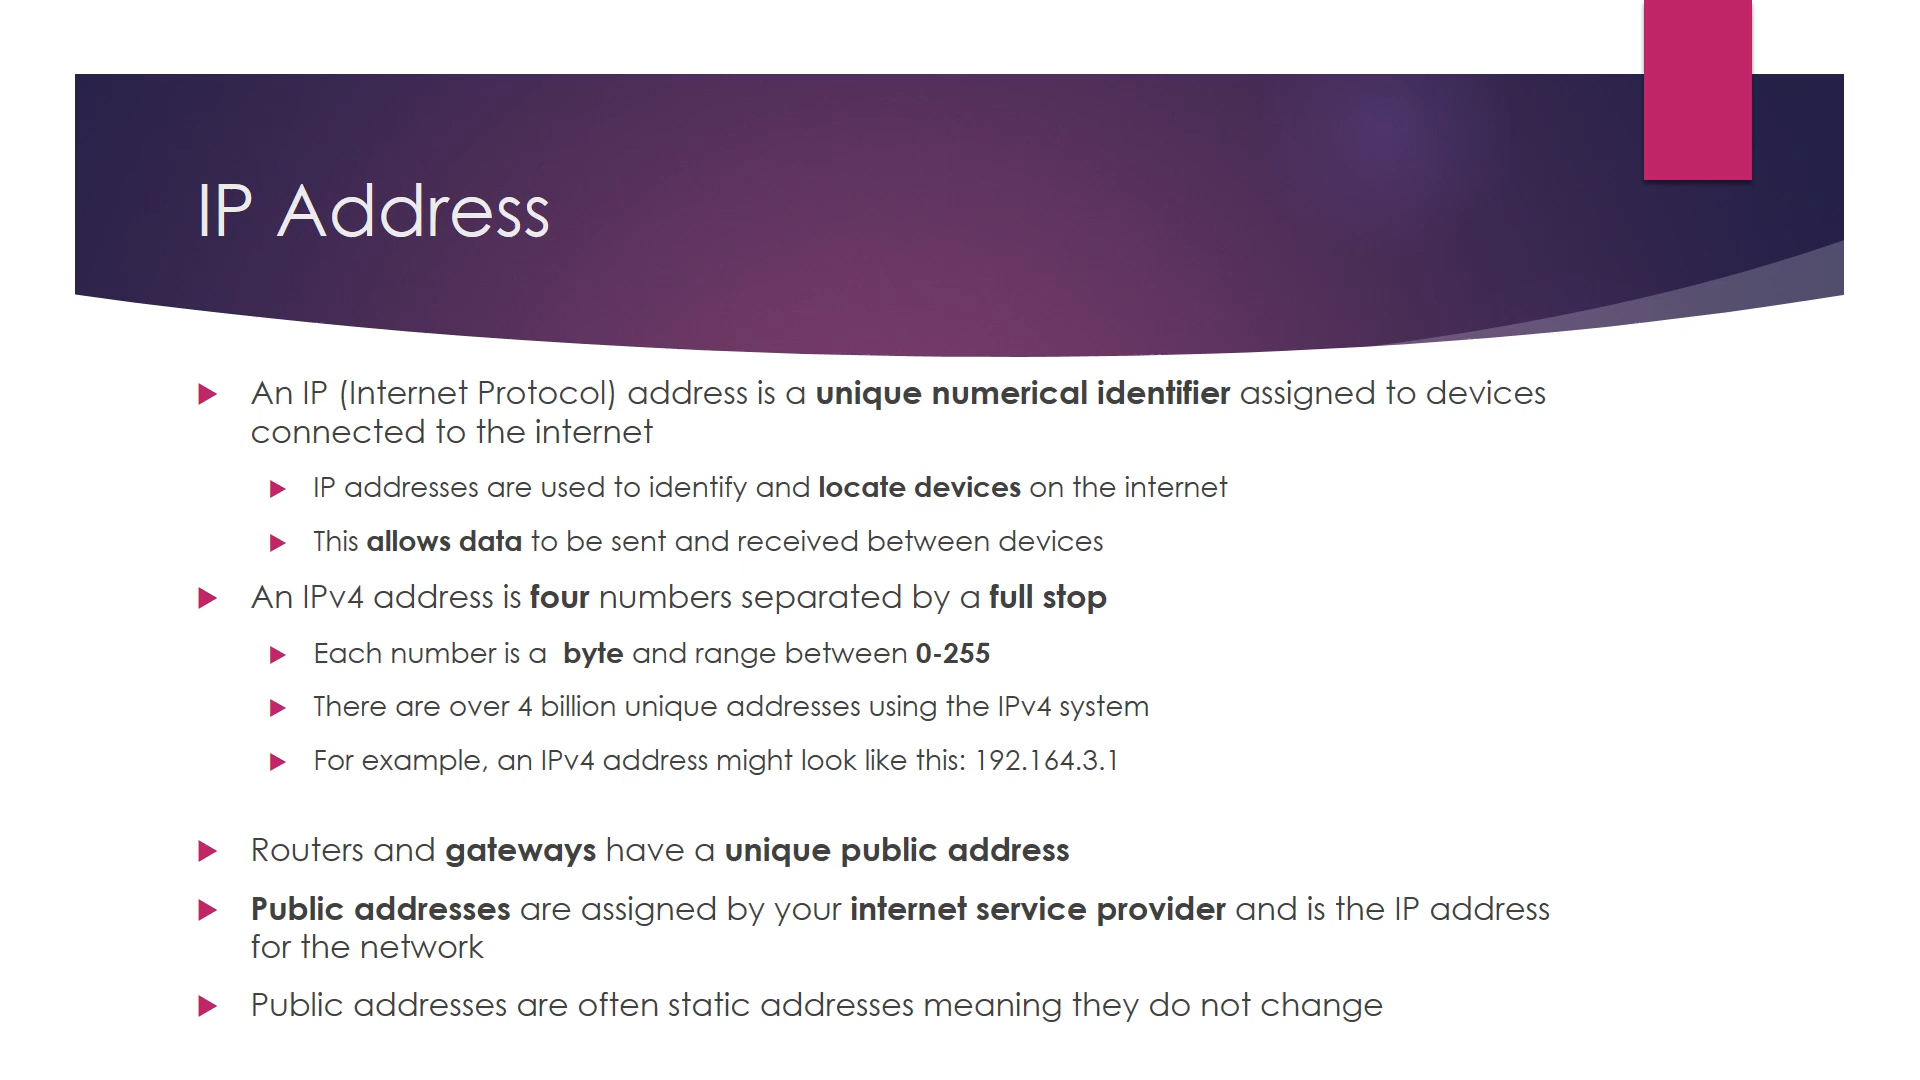 IP Address
An IP (Internet Protocol) address is a unique numerical identifier assigned to devices
connected to the internet
IP addresses are used to identify and locate devices on the internet
This allows data to be sent and received between devices
An IPv4 address is four numbers separated by a full stop
Each number is a  byte and range between 0-255
There are over 4 billion unique addresses using the IPv4 system
For example, an IPv4 address might look like this: 192.164.3.1
Routers and gateways have a unique public address
Public addresses are assigned by your internet service provider and is the IP address
for the network
Public addresses are often static addresses meaning they do not change